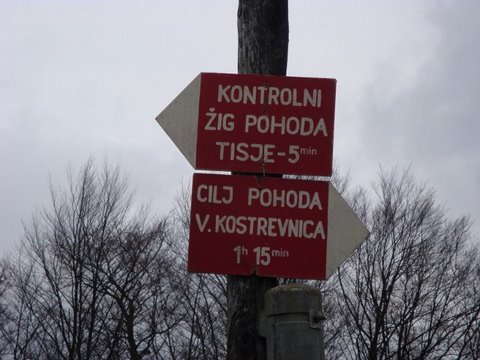 KONTROLNI
ŽIG POHODA
TISJE-5min
CILJ POHODA
V. KOSTREVNICA
1h 15min